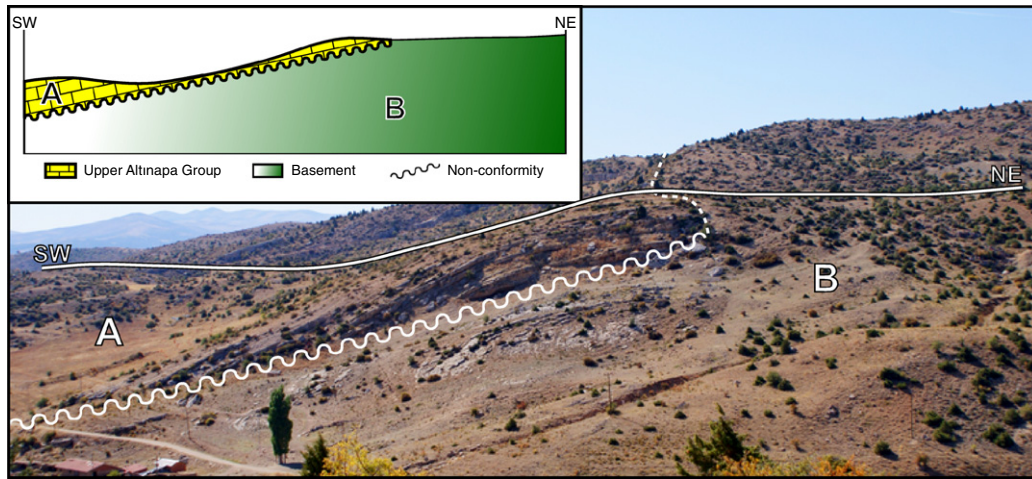 SW
NE
A
B
Upper Altınapa Group
Basement
Non-conformity
SW
NE
A
B